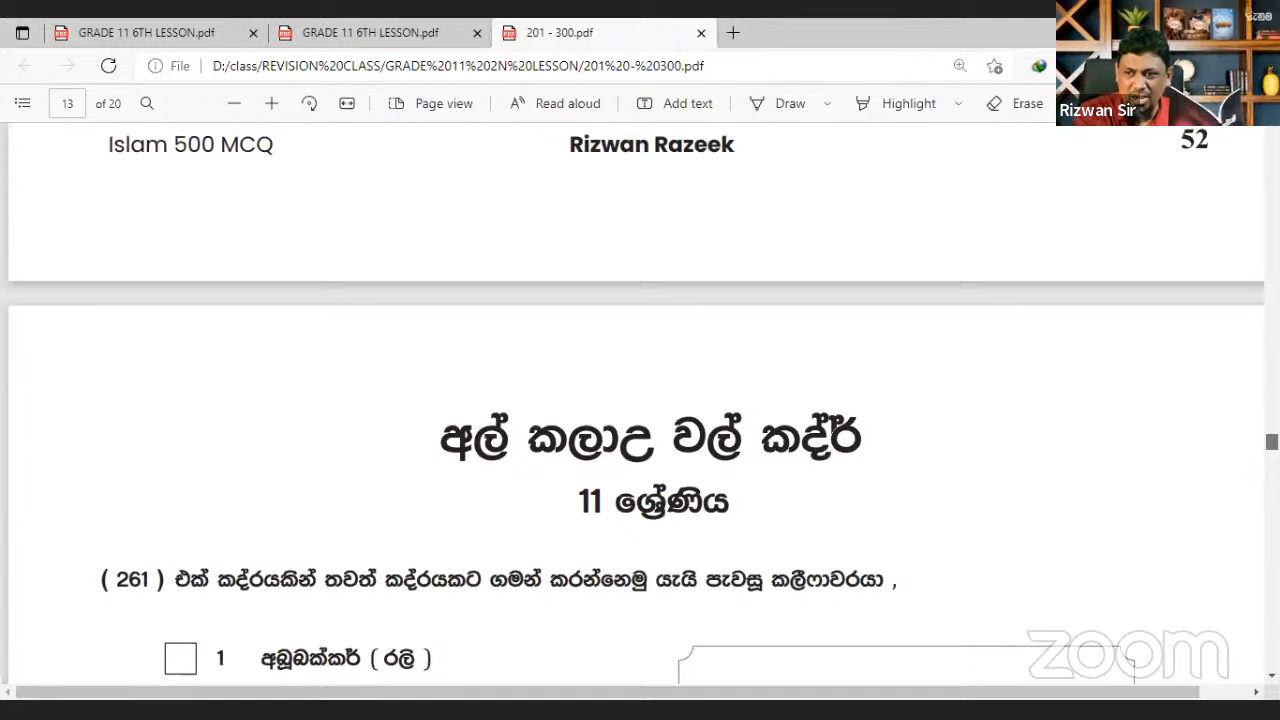 GRADE 11 6TH LESSON.pdf
GRADE 11 6TH LESSON.pdf
201 - 300.pdf
File D:/class/REVISION%20CLASS/GRADE%2011%2N%20LESSON/201%20-%20300.pdf
13 of 20 Page view Read aloud Add text Draw Highlight Erase
Rizwan Sir
Islam 500 MCQ Rizwan Razeek 52
අල් කලාඋ වල් කද්ර්
11 ශ්‍රේණිය
( 261 ) එක් කද්රයකින් තවත් කද්රයකට ගමන් කරන්නෙමු යැයි පැවසූ කලීෆාවරයා ,
1 අබූබක්කර් ( රලි )
zoom